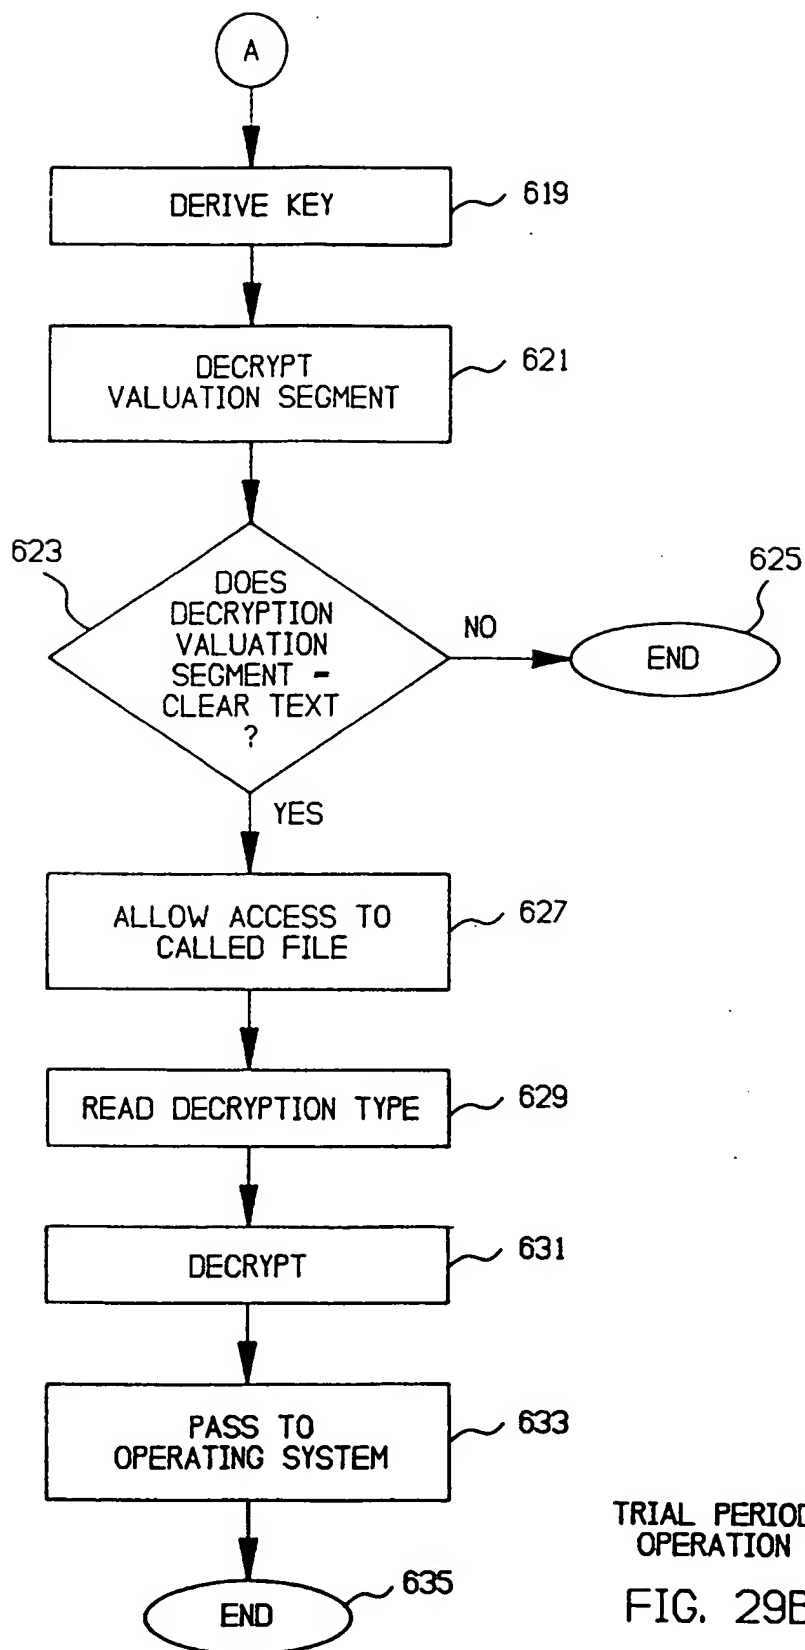 A
DERIVE KEY
619
DECRYPT
VALUATION SEGMENT
621
623
DOES
DECRYPTION
VALUATION
SEGMENT -
CLEAR TEXT
?
NO
625
END
YES
ALLOW ACCESS TO
CALLED FILE
627
READ DECRYPTION TYPE
629
DECRYPT
631
PASS TO
OPERATING SYSTEM
633
END
635
TRIAL PERIOD
OPERATION
FIG. 29B